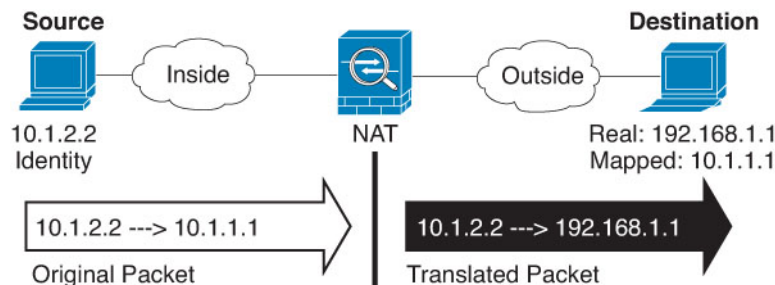 Source
Destination
Inside
Outside
10.1.2.2
Identity
NAT
Real: 192.168.1.1
Mapped: 10.1.1.1
10.1.2.2 ---> 10.1.1.1
10.1.2.2 ---> 192.168.1.1
Original Packet
Translated Packet